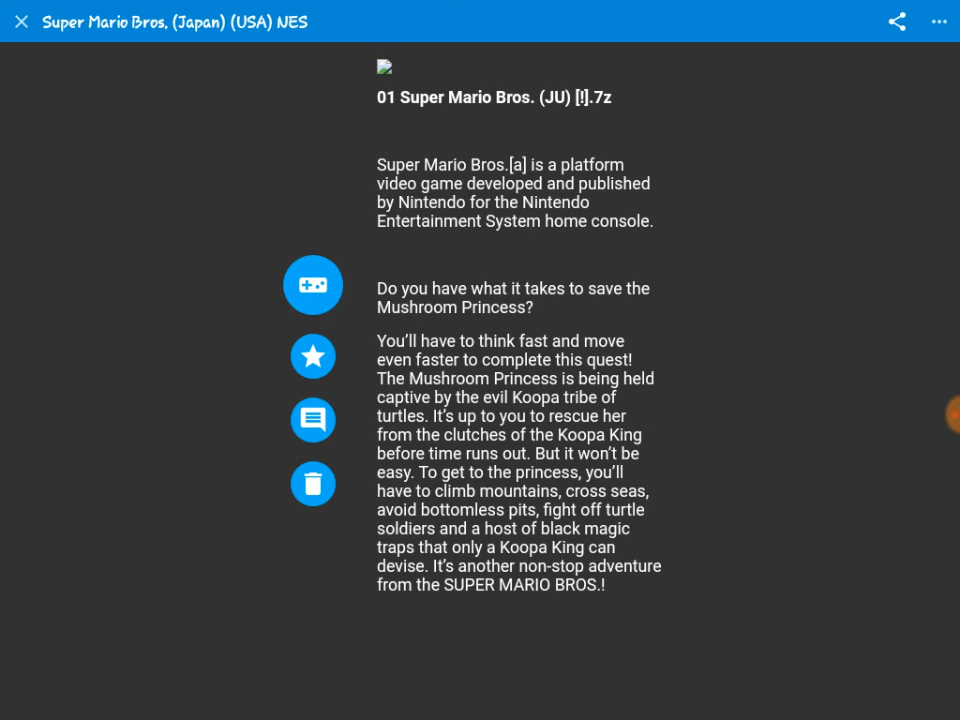 Super Mario Bros. (Japan) (USA) NES
01 Super Mario Bros. (JU) [!].7z
Super Mario Bros.[a] is a platform
video game developed and published
by Nintendo for the Nintendo
Entertainment System home console.
Do you have what it takes to save the
Mushroom Princess?
You’ll have to think fast and move
even faster to complete this quest!
The Mushroom Princess is being held
captive by the evil Koopa tribe of
turtles. It’s up to you to rescue her
from the clutches of the Koopa King
before time runs out. But it won’t be
easy. To get to the princess, you’ll
have to climb mountains, cross seas,
avoid bottomless pits, fight off turtle
soldiers and a host of black magic
traps that only a Koopa King can
devise. It’s another non-stop adventure
from the SUPER MARIO BROS.!